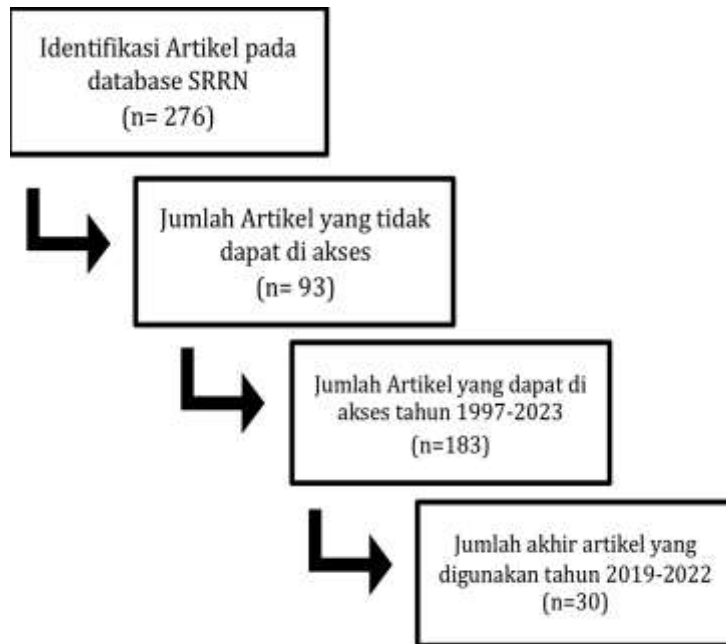 Identifikasi Artikel pada
database SRRN
(n= 276)
Jumlah Artikel yang tidak
dapat di akses
(n= 93)
Jumlah Artikel yang dapat di
akses tahun 1997-2023
(n=183)
Jumlah akhir artikel yang
digunakan tahun 2019-2022
(n=30)